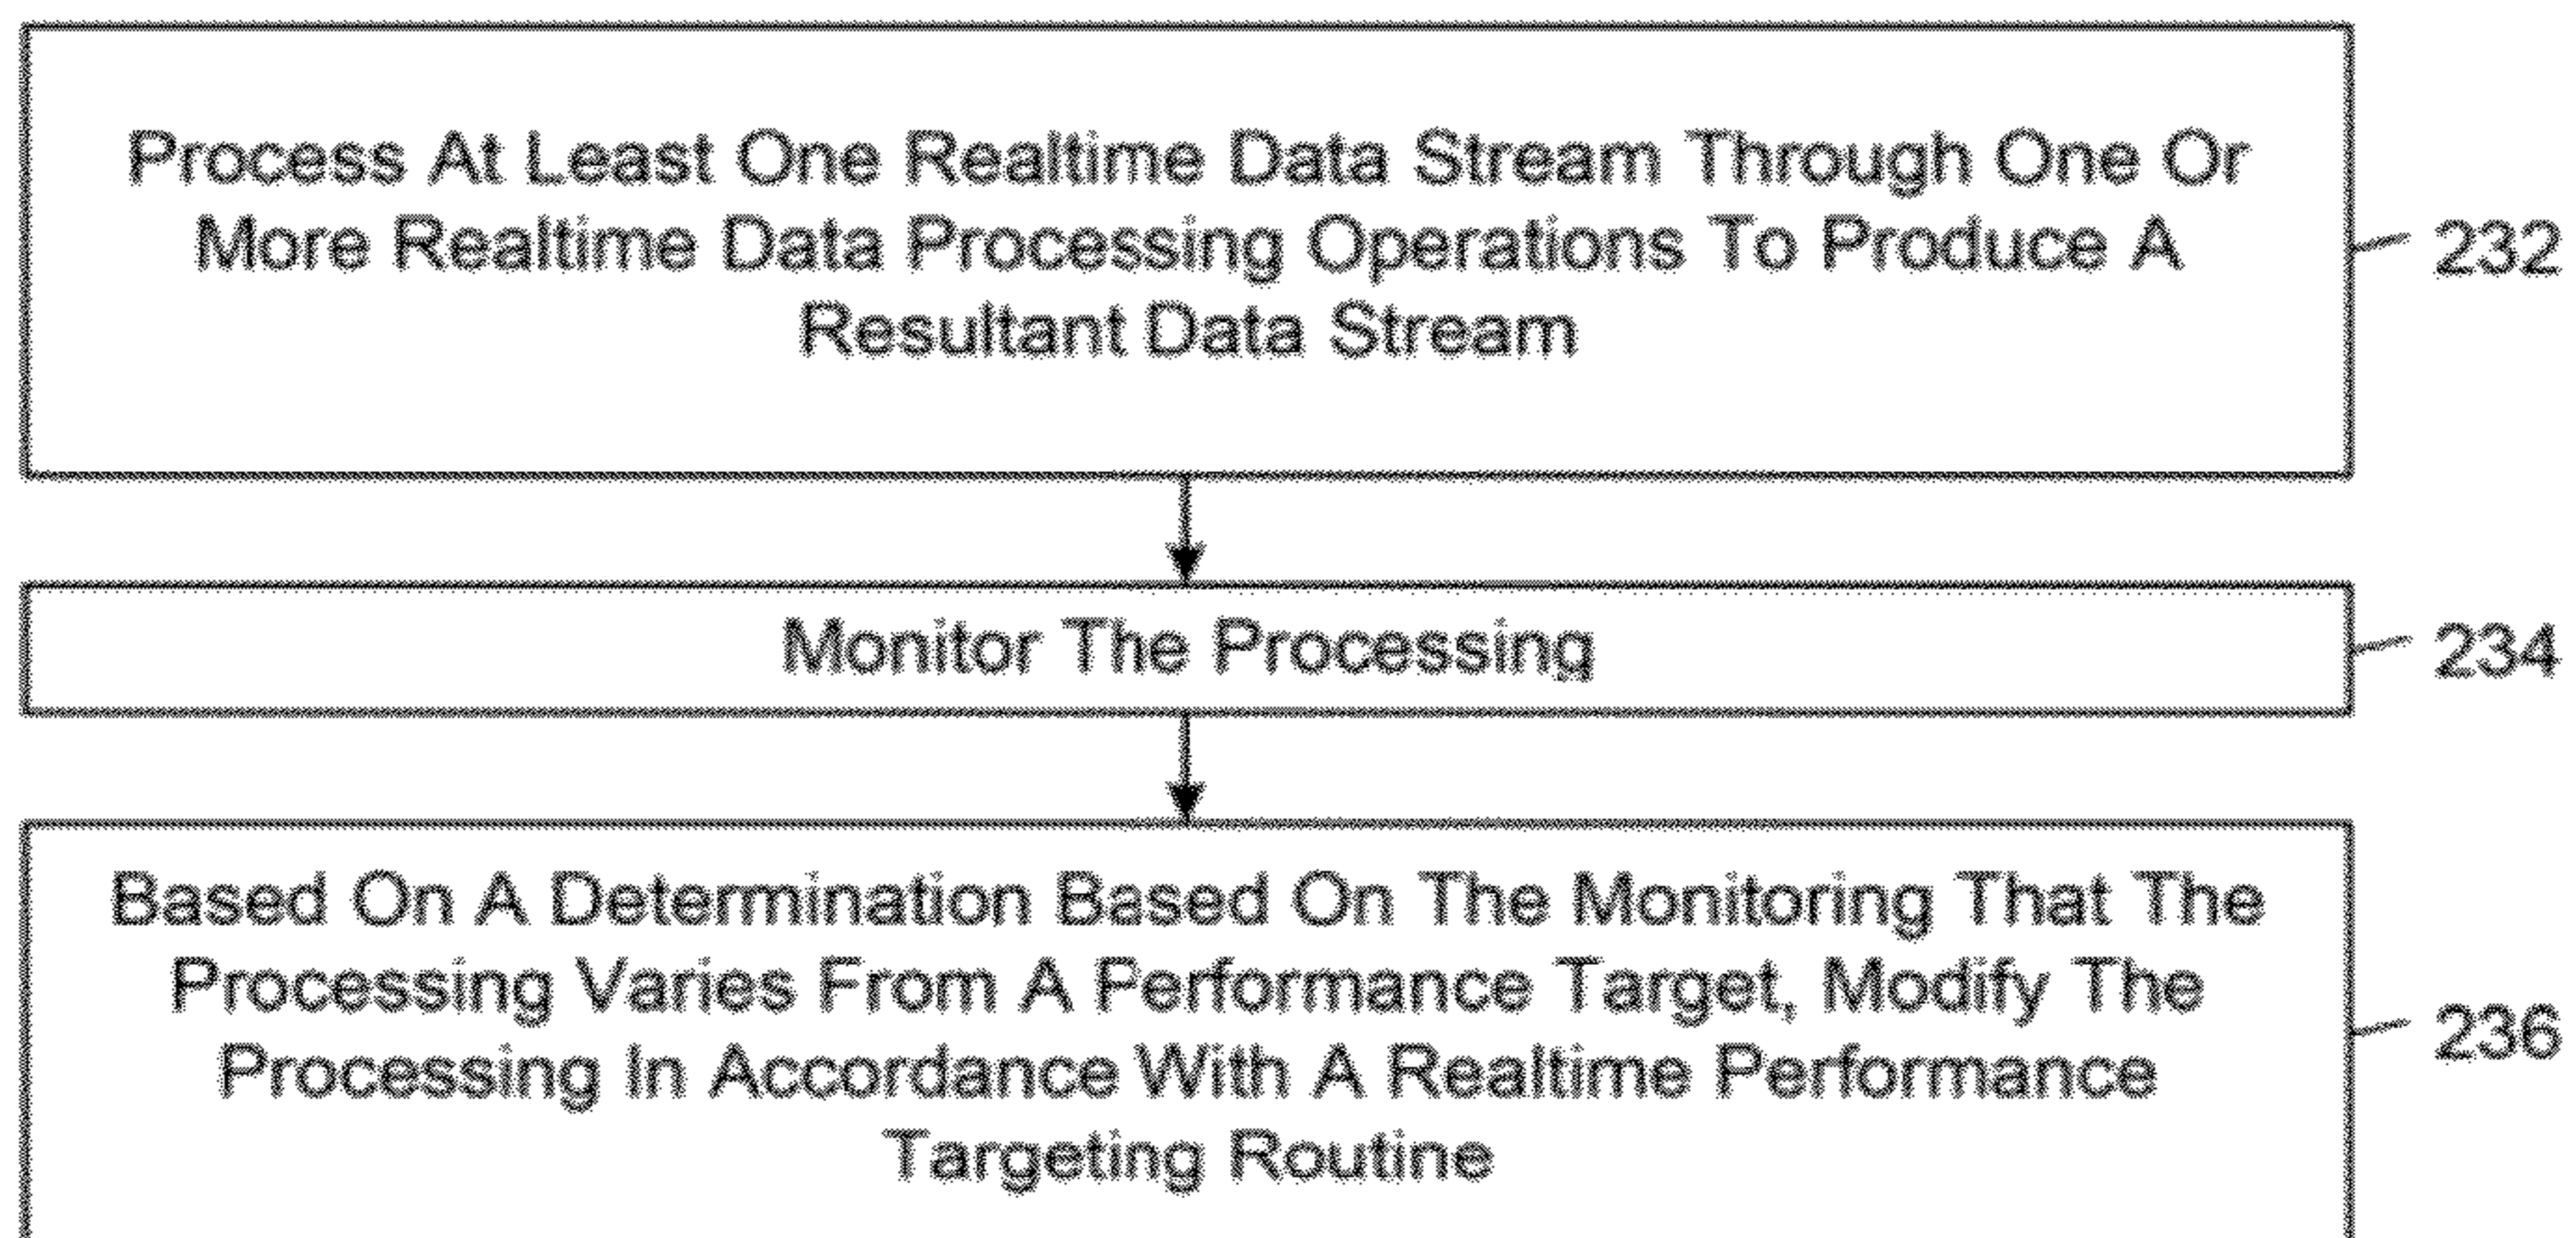 Process At Least One Realtime Data Stream Through One Or
More Realtime Data Processing Operations To Produce A
Resultant Data Stream
232
Monitor The Processing
234
Based On A Determination Based On The Monitoring That The
Processing Varies From A Performance Target, Modify The
Processing In Accordance With A Realtime Performance
Targeting Routine
236